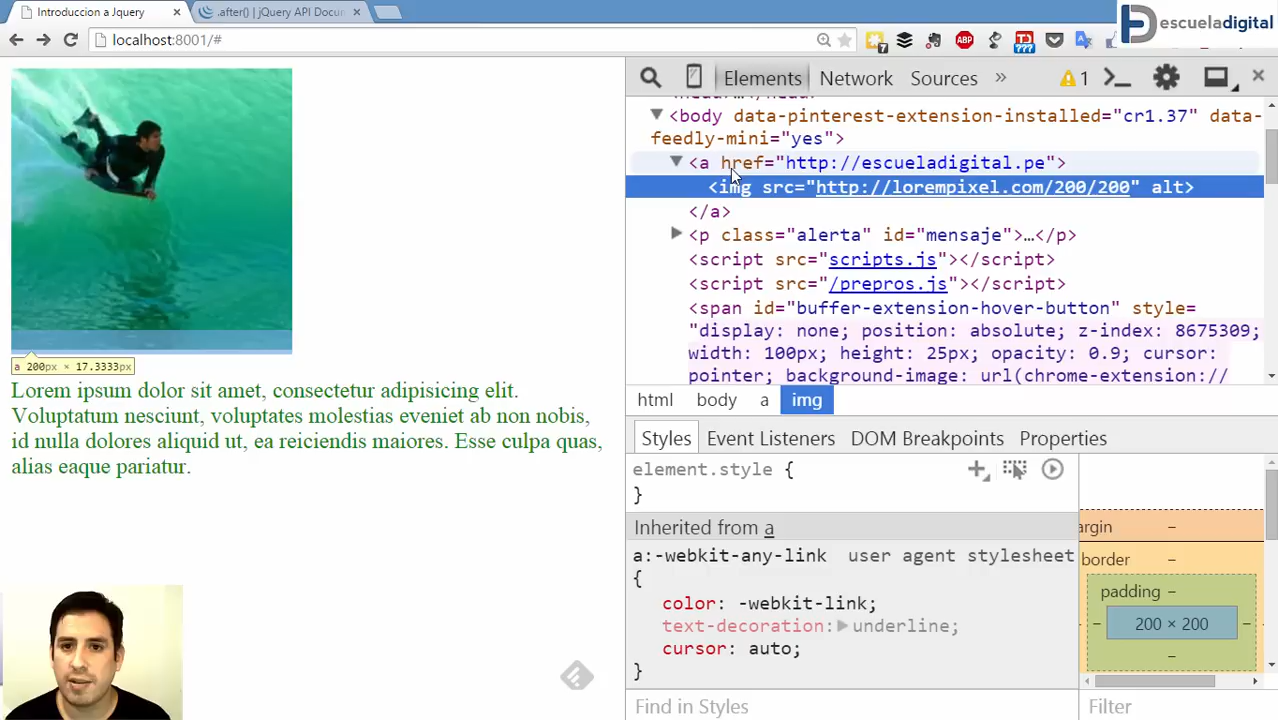 Introduccion a Jquery
.after() | jQuery API Docum
localhost:8001/#
7
ABP
772
escueladigital
Elements
Network
Sources
»
1
<body data-pinterest-extension-installed="cr1.37" data-
feedly-mini="yes">
<a href="http://escueladigital.pe">
<img src="http://lorempixel.com/200/200" alt>
</a>
<p class="alerta" id="mensaje">…</p>
<script src="scripts.js"></script>
<script src="/prepros.js"></script>
<span id="buffer-extension-hover-button" style=
"display: none; position: absolute; z-index: 8675309;
width: 100px; height: 25px; opacity: 0.9; cursor:
pointer; background-image: url(chrome-extension://
html body a img
a 200px × 17.3333px
Lorem ipsum dolor sit amet, consectetur adipisicing elit.
Voluptatum nesciunt, voluptates molestias eveniet ab non nobis,
id nulla dolores aliquid ut, ea reiciendis maiores. Esse culpa quas,
alias eaque pariatur.
Styles Event Listeners DOM Breakpoints Properties
element.style {
}
Inherited from a
a:-webkit-any-link user agent stylesheet
{
color: -webkit-link;
text-decoration: underline;
cursor: auto;
}
Find in Styles
argin –
border –
padding –
– 200 × 200 –
–
Filter